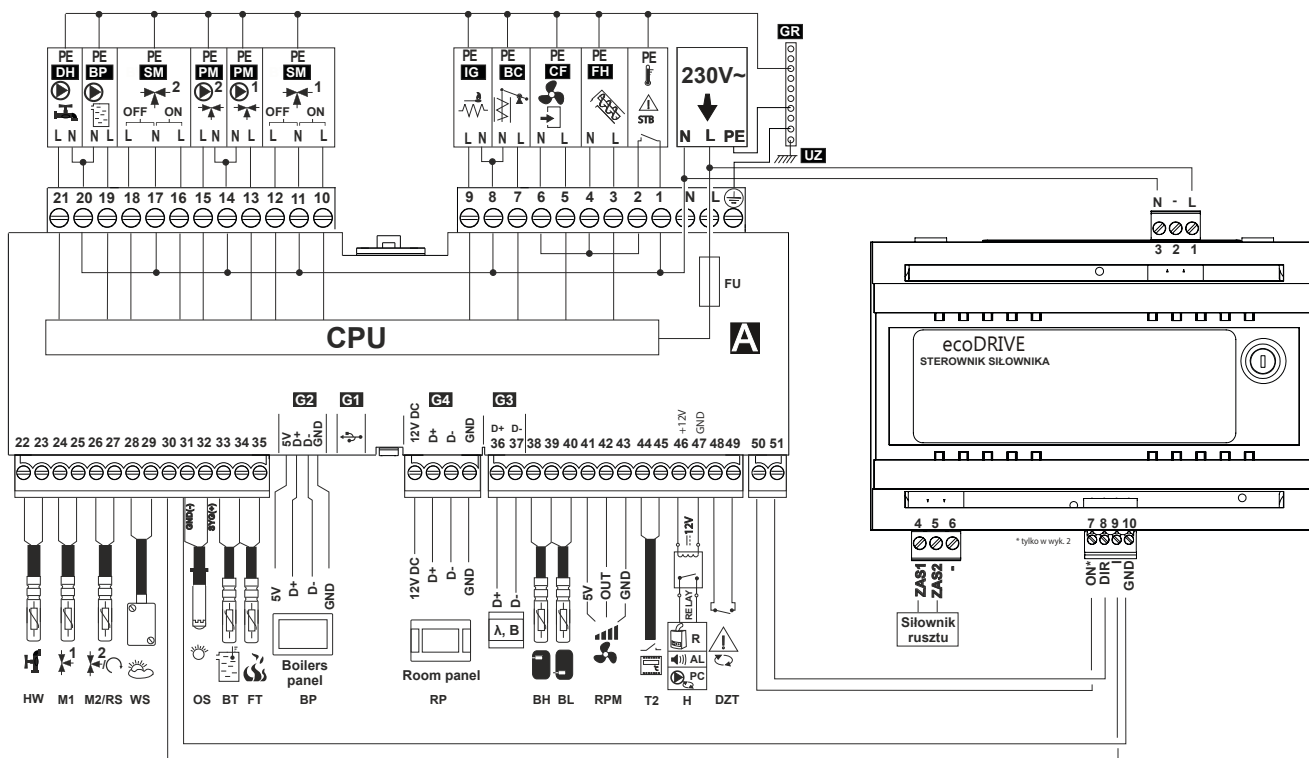 GR
PE PE PE PE PE PE PE PE PE PE PE
DH BP SM PM PM SM IG BC CF FH
230V~
2 2 1 1
OFF ON OFF ON
STB
L N N L L N L L N N L L N L L N N L N L N L N L PE
UZ
21 20 19 18 17 16 15 14 13 12 11 10 9 8 7 6 5 4 3 2 1 N L
N - L
3 2 1
FU
CPU
A
ecoDRIVE
STEROWNIK SIŁOWNIKA
G2 G1 G4 G3
5V D+ D- GND 12V DC D+ D- GND D+ D- +12V GND
22 23 24 25 26 27 28 29 30 31 32 33 34 35 36 37 38 39 40 41 42 43 44 45 46 47 48 49 50 51
GND(-) SYG(+)
4 5 6 7 8 9 10
* tylko w wyk. 2
ZAS1 ZAS2 - ON* DIR - GND
Siłownik
rusztu
5V D+ D- GND
12V DC D+ D- GND
D+ D-
5V OUT GND
12V
RELAY
λ, B
R
AL
PC
1 2
Boilers
panel
Room panel
HW M1 M2/RS WS OS BT FT BP RP BH BL RPM T2 H DZT